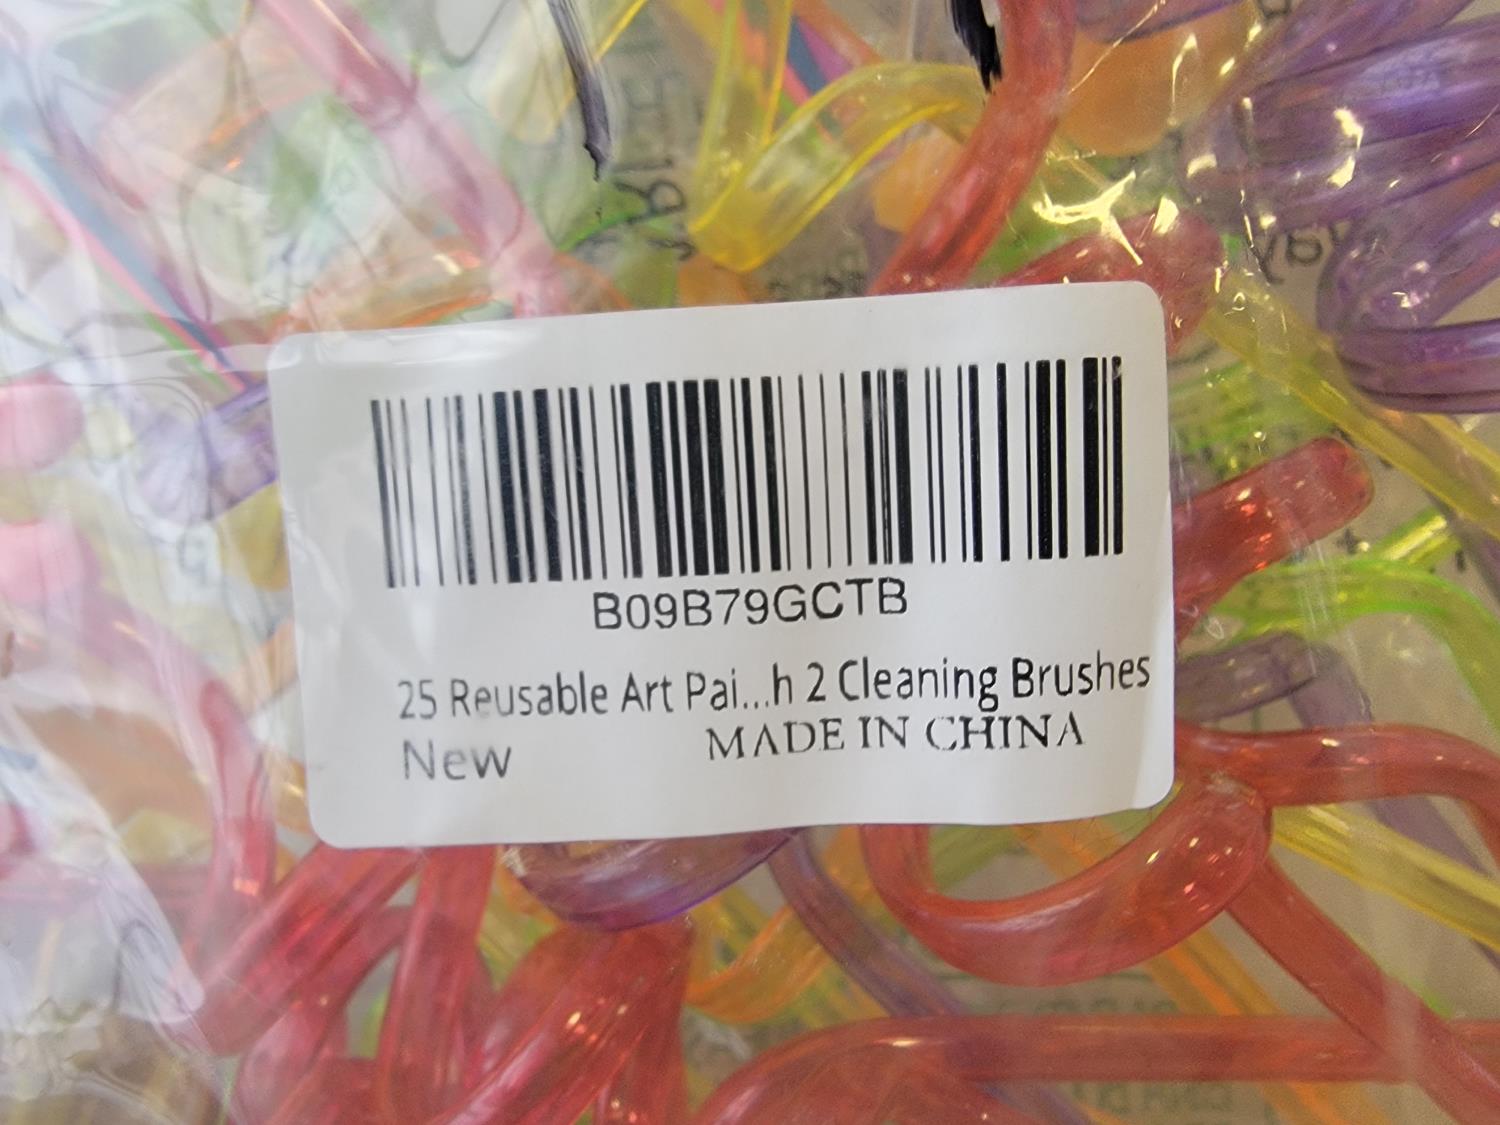 B09B79GCTB
25 Reusable Art Pai...h 2 Cleaning Brushes
New MADE IN CHINA